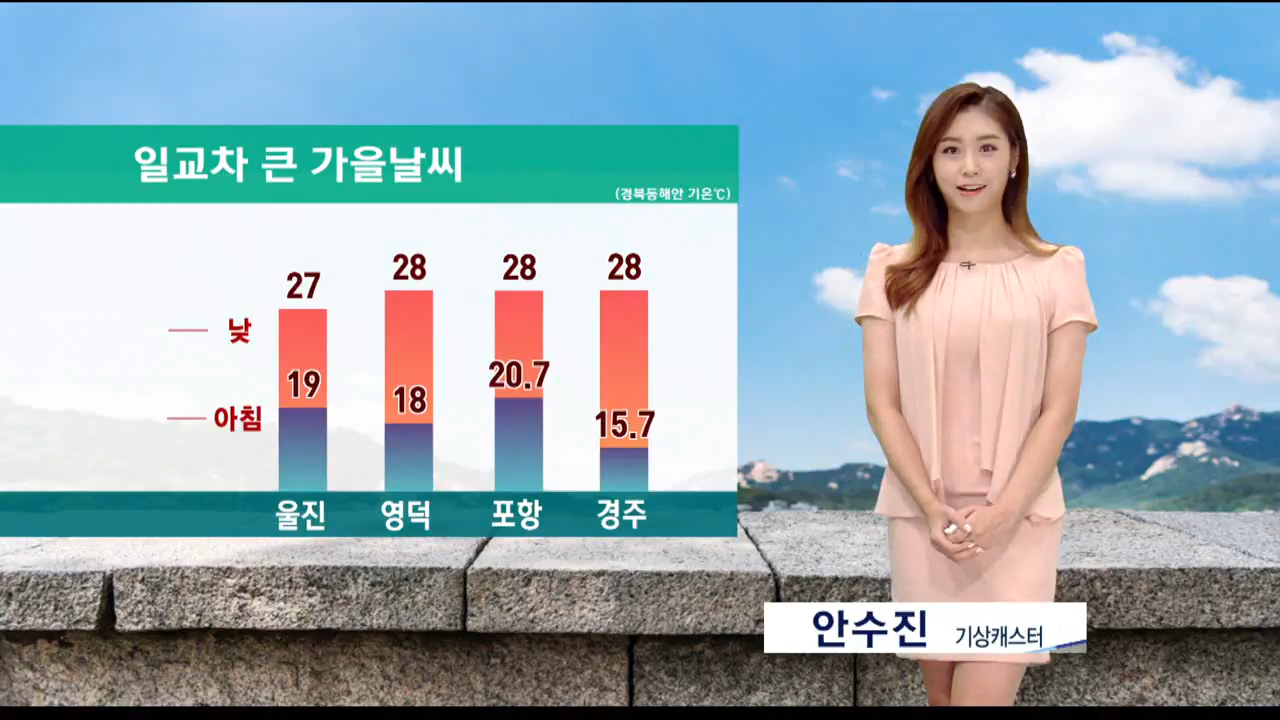 일교차 큰 가을날씨
(경북동해안 기온℃)
27 28 28 28
낮
19 18 20.7 15.7
아침
울진 영덕 포항 경주
안수진 기상캐스터